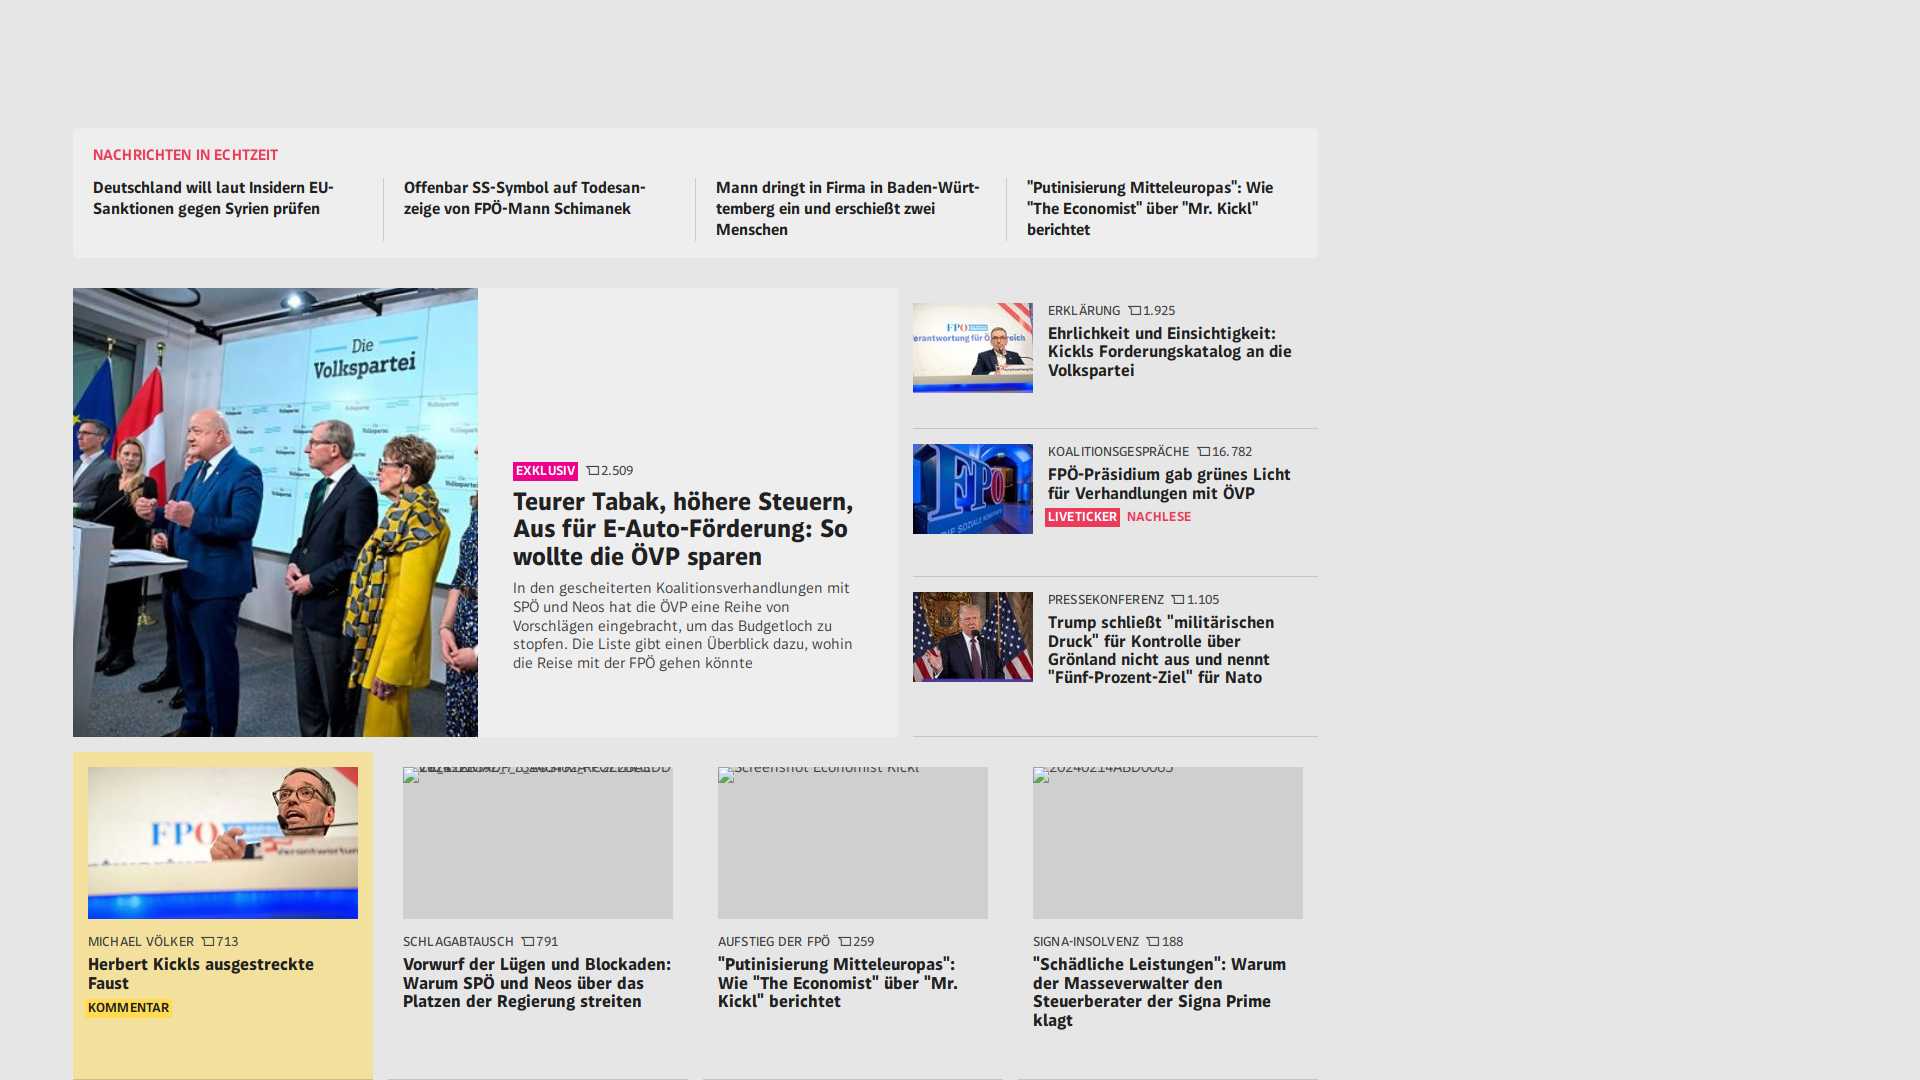 NACHRICHTEN IN ECHTZEIT
Deutschland will laut Insidern EU-
Sanktionen gegen Syrien prüfen
Offenbar SS-Symbol auf Todesan-
zeige von FPÖ-Mann Schimanek
Mann dringt in Firma in Baden-Würt-
temberg ein und erschießt zwei
Menschen
"Putinisierung Mitteleuropas": Wie
"The Economist" über "Mr. Kickl"
berichtet
Die
Volkspartei
EXKLUSIV 2.509
Teurer Tabak, höhere Steuern,
Aus für E-Auto-Förderung: So
wollte die ÖVP sparen
In den gescheiterten Koalitionsverhandlungen mit
SPÖ und Neos hat die ÖVP eine Reihe von
Vorschlägen eingebracht, um das Budgetloch zu
stopfen. Die Liste gibt einen Überblick dazu, wohin
die Reise mit der FPÖ gehen könnte
FPÖ
ERKLÄRUNG 1.925
Ehrlichkeit und Einsichtigkeit:
Kickls Forderungskatalog an die
Volkspartei
FPÖ
DIE SOZIALE
KOALITIONSGESPRÄCHE 16.782
FPÖ-Präsidium gab grünes Licht
für Verhandlungen mit ÖVP
LIVETICKER NACHLESE
PRESSEKONFERENZ 1.105
Trump schließt "militärischen
Druck" für Kontrolle über
Grönland nicht aus und nennt
"Fünf-Prozent-Ziel" für Nato
FPÖ
Verantwortung
MICHAEL VÖLKER 713
Herbert Kickls ausgestreckte
Faust
KOMMENTAR
SCHLAGABTAUSCH 791
Vorwurf der Lügen und Blockaden:
Warum SPÖ und Neos über das
Platzen der Regierung streiten
Screenshot Economist Kickl
AUFSTIEG DER FPÖ 259
"Putinisierung Mitteleuropas":
Wie "The Economist" über "Mr.
Kickl" berichtet
20240214ABD0065
SIGNA-INSOLVENZ 188
"Schädliche Leistungen": Warum
der Masseverwalter den
Steuerberater der Signa Prime
klagt